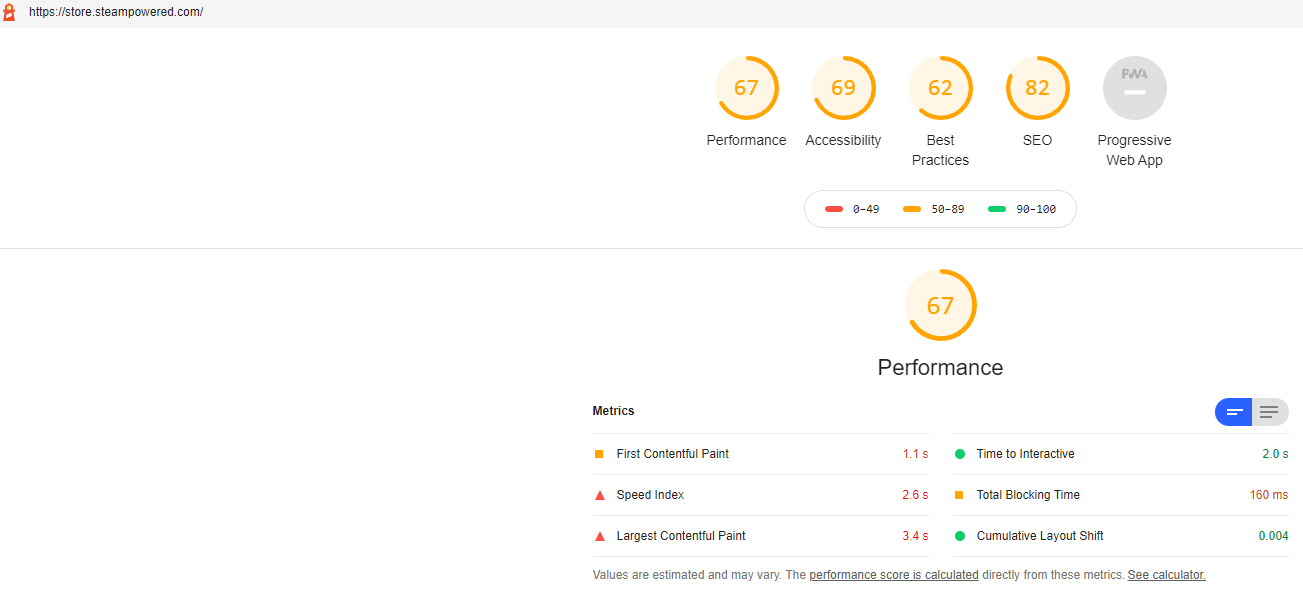 https://store.steampowered.com/
67 69 62 82 PWA
Performance Accessibility Best Practices SEO Progressive Web App
0–49 50–89 90–100
67
Performance
Metrics
First Contentful Paint 1.1 s
Time to Interactive 2.0 s
Speed Index 2.6 s
Total Blocking Time 160 ms
Largest Contentful Paint 3.4 s
Cumulative Layout Shift 0.004
Values are estimated and may vary. The performance score is calculated directly from these metrics. See calculator.